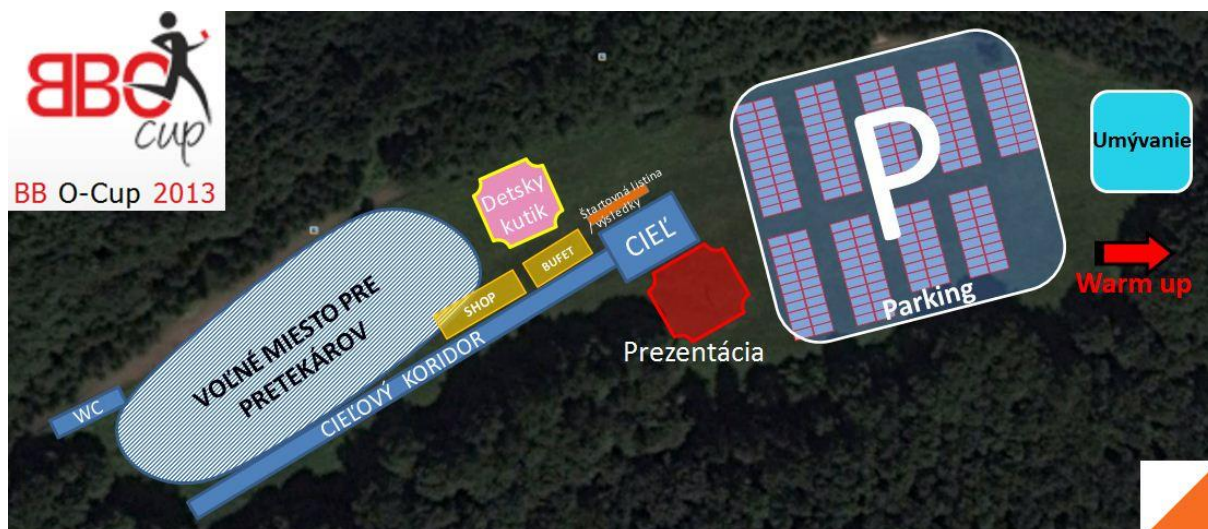 BBO
cup
BB O-Cup 2013
Detsky
kutik
Štartovná listina
/výsledky
CIEĽ
BUFET
SHOP
VOĽNÉ MIESTO PRE
PRETEKÁROV
CIEĽOVÝ KORIDOR
WC
Prezentácia
P
Parking
Umývanie
Warm up